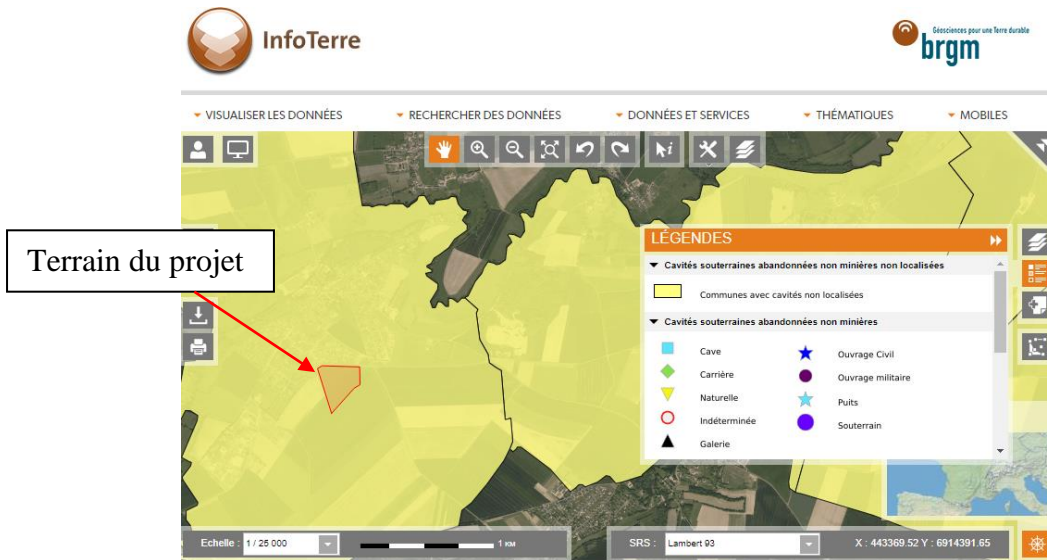 InfoTerre
Géosciences pour une Terre durable
brgm
VISUALISER LES DONNÉES RECHERCHER DES DONNÉES DONNÉES ET SERVICES THÉMATIQUES MOBILES
Terrain du projet
LÉGENDES
Cavités souterraines abandonnées non minières non localisées
Communes avec cavités non localisées
Cavités souterraines abandonnées non minières
Cave Ouvrage Civil
Carrière Ouvrage militaire
Naturelle Puits
Indéterminée Souterrain
Galerie
Echelle : 1 / 25 000 1 KM SRS : Lambert 93 X : 443369.52 Y : 6914391.65